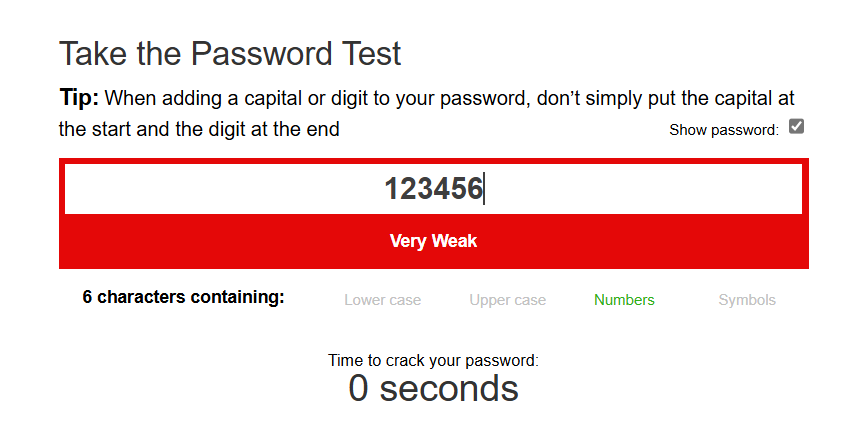 Take the Password Test
Tip: When adding a capital or digit to your password, don’t simply put the capital at
the start and the digit at the end
Show password:
123456
Very Weak
6 characters containing:
Lower case
Upper case
Numbers
Symbols
Time to crack your password:
0 seconds